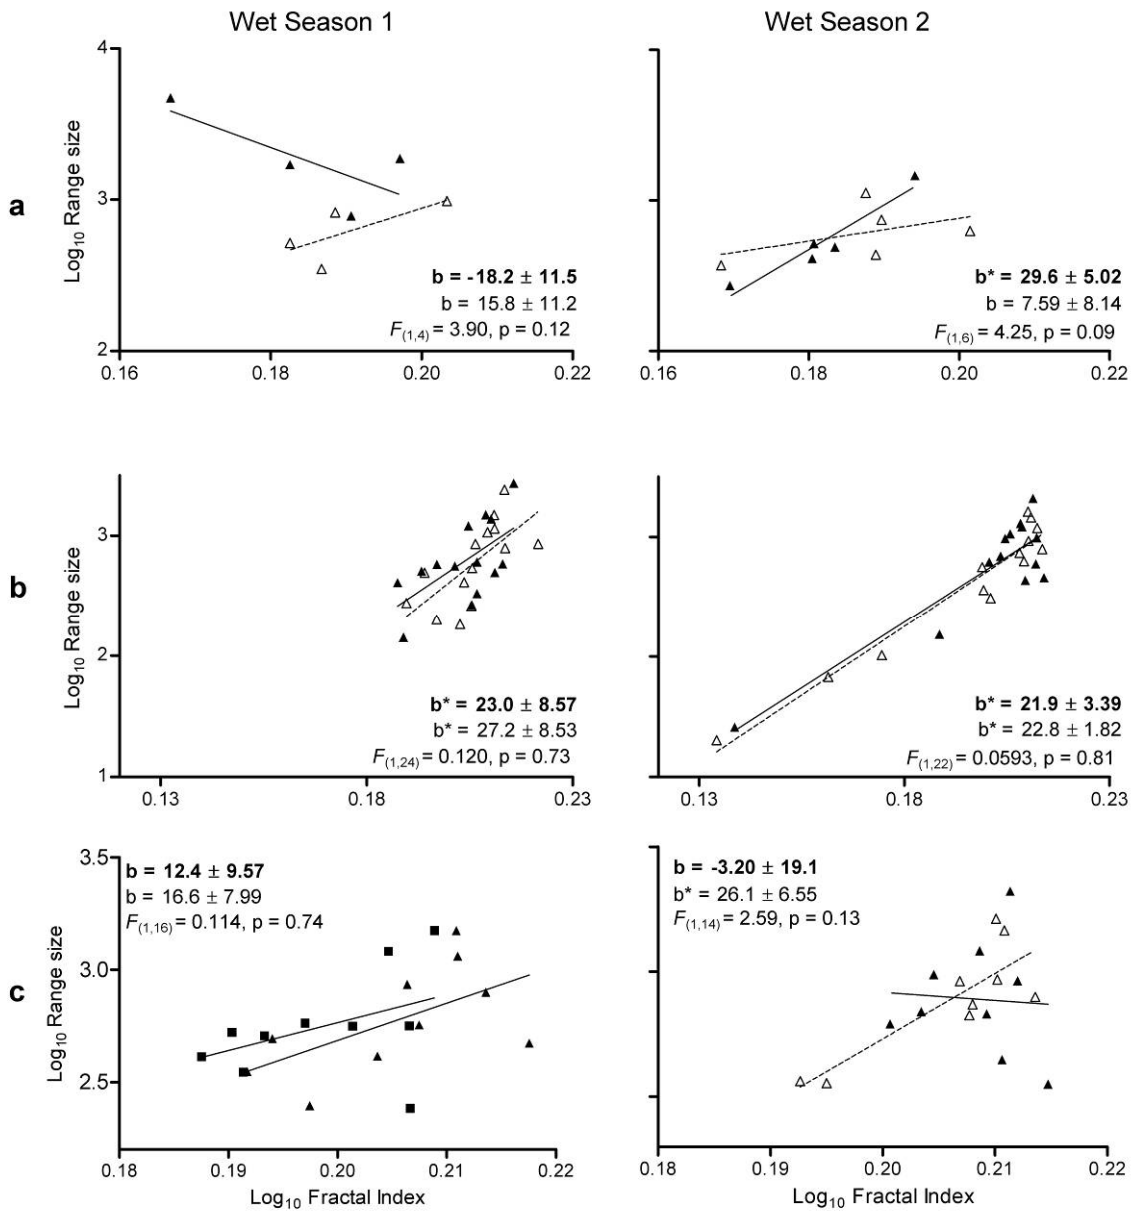 Wet Season 1
Wet Season 2
a
Log10 Range size
4
3
2
0.16
0.18
0.20
0.22
b = -18.2 ± 11.5
b = 15.8 ± 11.2
F(1,4) = 3.90, p = 0.12
0.16
0.18
0.20
0.22
b* = 29.6 ± 5.02
b = 7.59 ± 8.14
F(1,6) = 4.25, p = 0.09
b
Log10 Range size
3
2
1
0.13
0.18
0.23
b* = 23.0 ± 8.57
b* = 27.2 ± 8.53
F(1,24) = 0.120, p = 0.73
0.13
0.18
0.23
b* = 21.9 ± 3.39
b* = 22.8 ± 1.82
F(1,22) = 0.0593, p = 0.81
c
Log10 Range size
3.5
3.0
2.5
b = 12.4 ± 9.57
b = 16.6 ± 7.99
F(1,16) = 0.114, p = 0.74
0.18
0.19
0.20
0.21
0.22
Log10 Fractal Index
b = -3.20 ± 19.1
b* = 26.1 ± 6.55
F(1,14) = 2.59, p = 0.13
0.18
0.19
0.20
0.21
0.22
Log10 Fractal Index